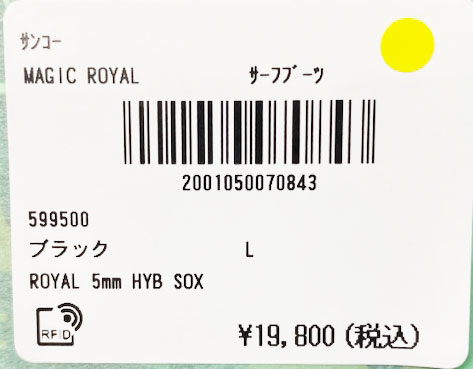 ｻﾝｺｰ
MAGIC ROYAL ｻｰﾌﾌﾞｰﾂ
2001050070843
599500
ブラック L
ROYAL 5mm HYB SOX
RFID ¥19,800(税込)